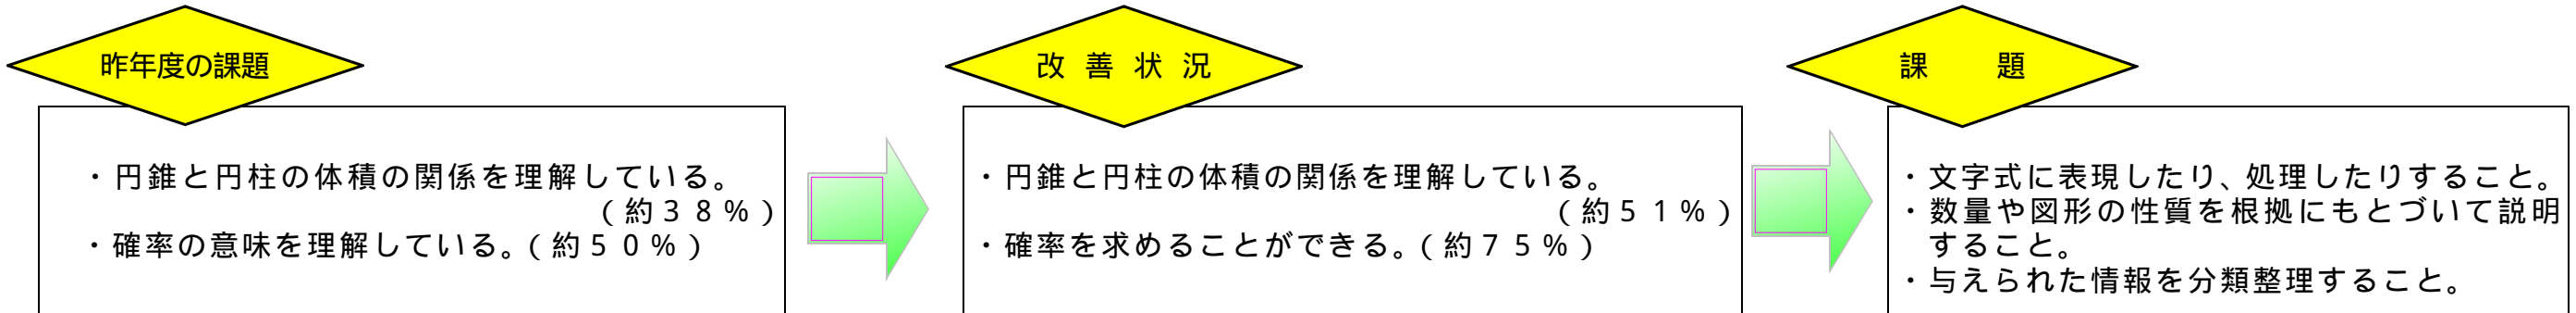 昨年度の課題
・円錐と円柱の体積の関係を理解している。
（約３８％）
・確率の意味を理解している。（約５０％）
改善状況
・円錐と円柱の体積の関係を理解している。
（約５１％）
・確率を求めることができる。（約７５％）
課題
・文字式に表現したり、処理したりすること。
・数量や図形の性質を根拠にもとづいて説明
すること。
・与えられた情報を分類整理すること。